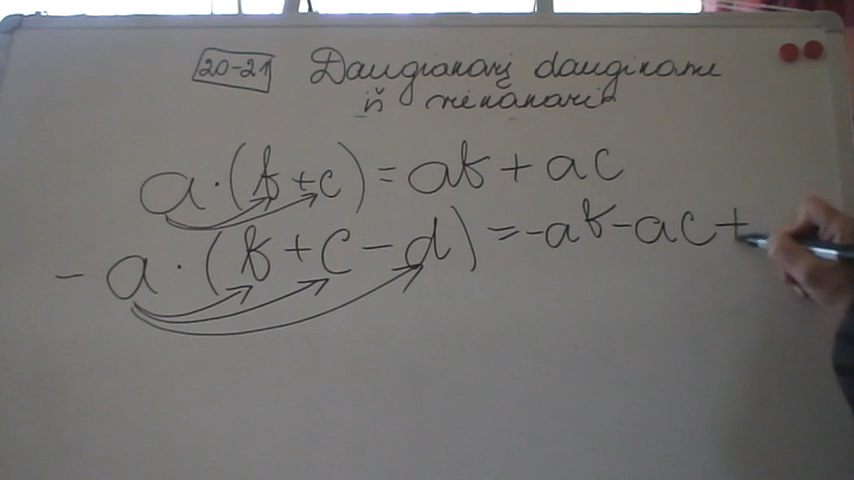 20-21 Daugianarį dauginame
iš vienanario
a·(b+c)=ab+ac
-a·(b+c-d)=-ab-ac+